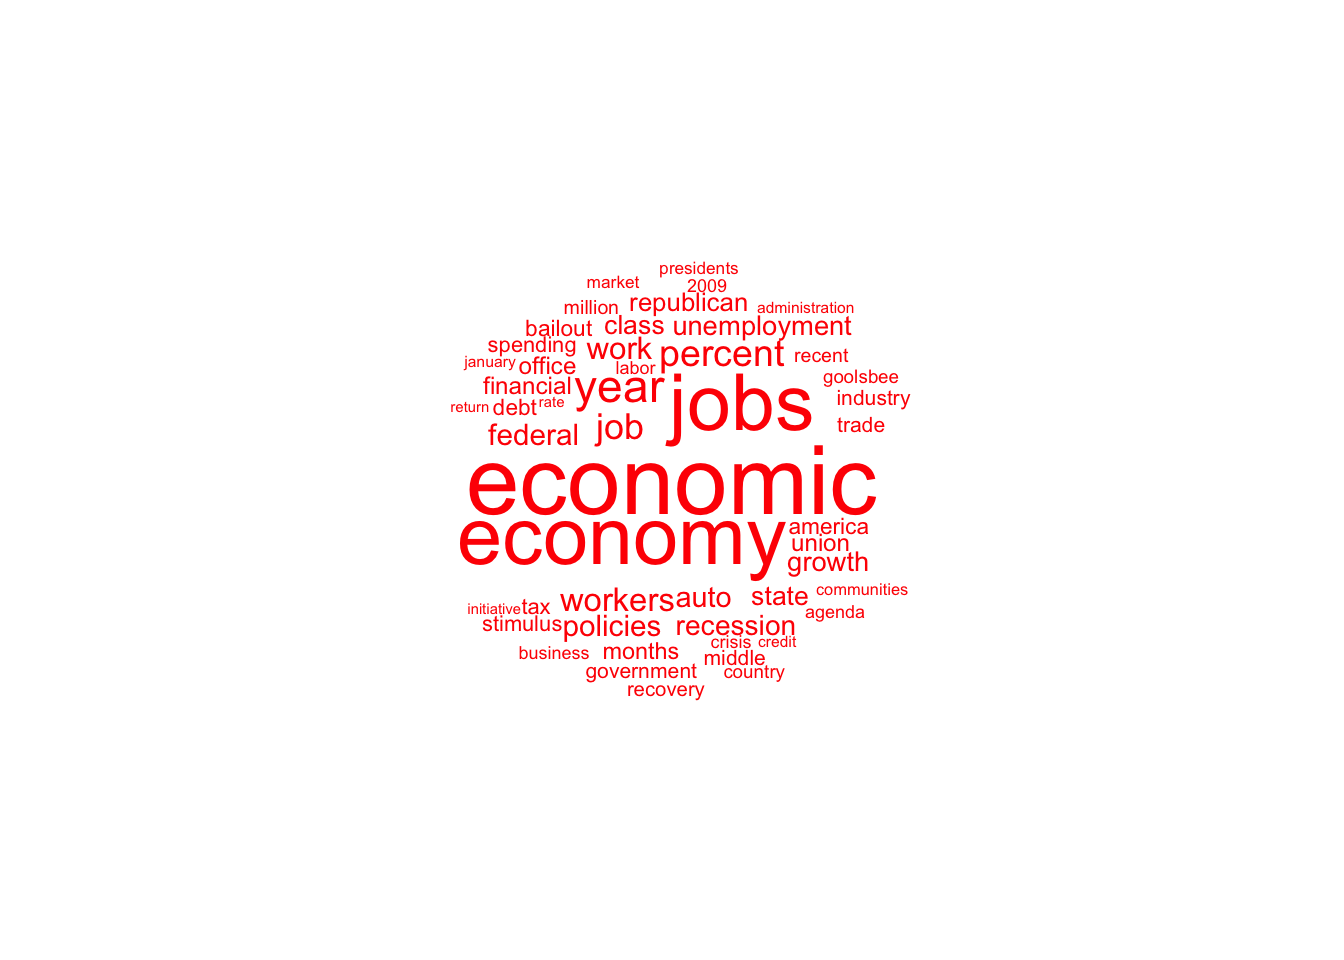 presidents
market 2009
million republican administration
bailout class unemployment
spending work percent recent
january office labor goolsbee
financial year jobs industry
return debt rate trade
federal job
economic
economy america
union
growth
workers auto state communities
initiative tax agenda
stimulus policies recession
crisis credit
business months middle
government country
recovery